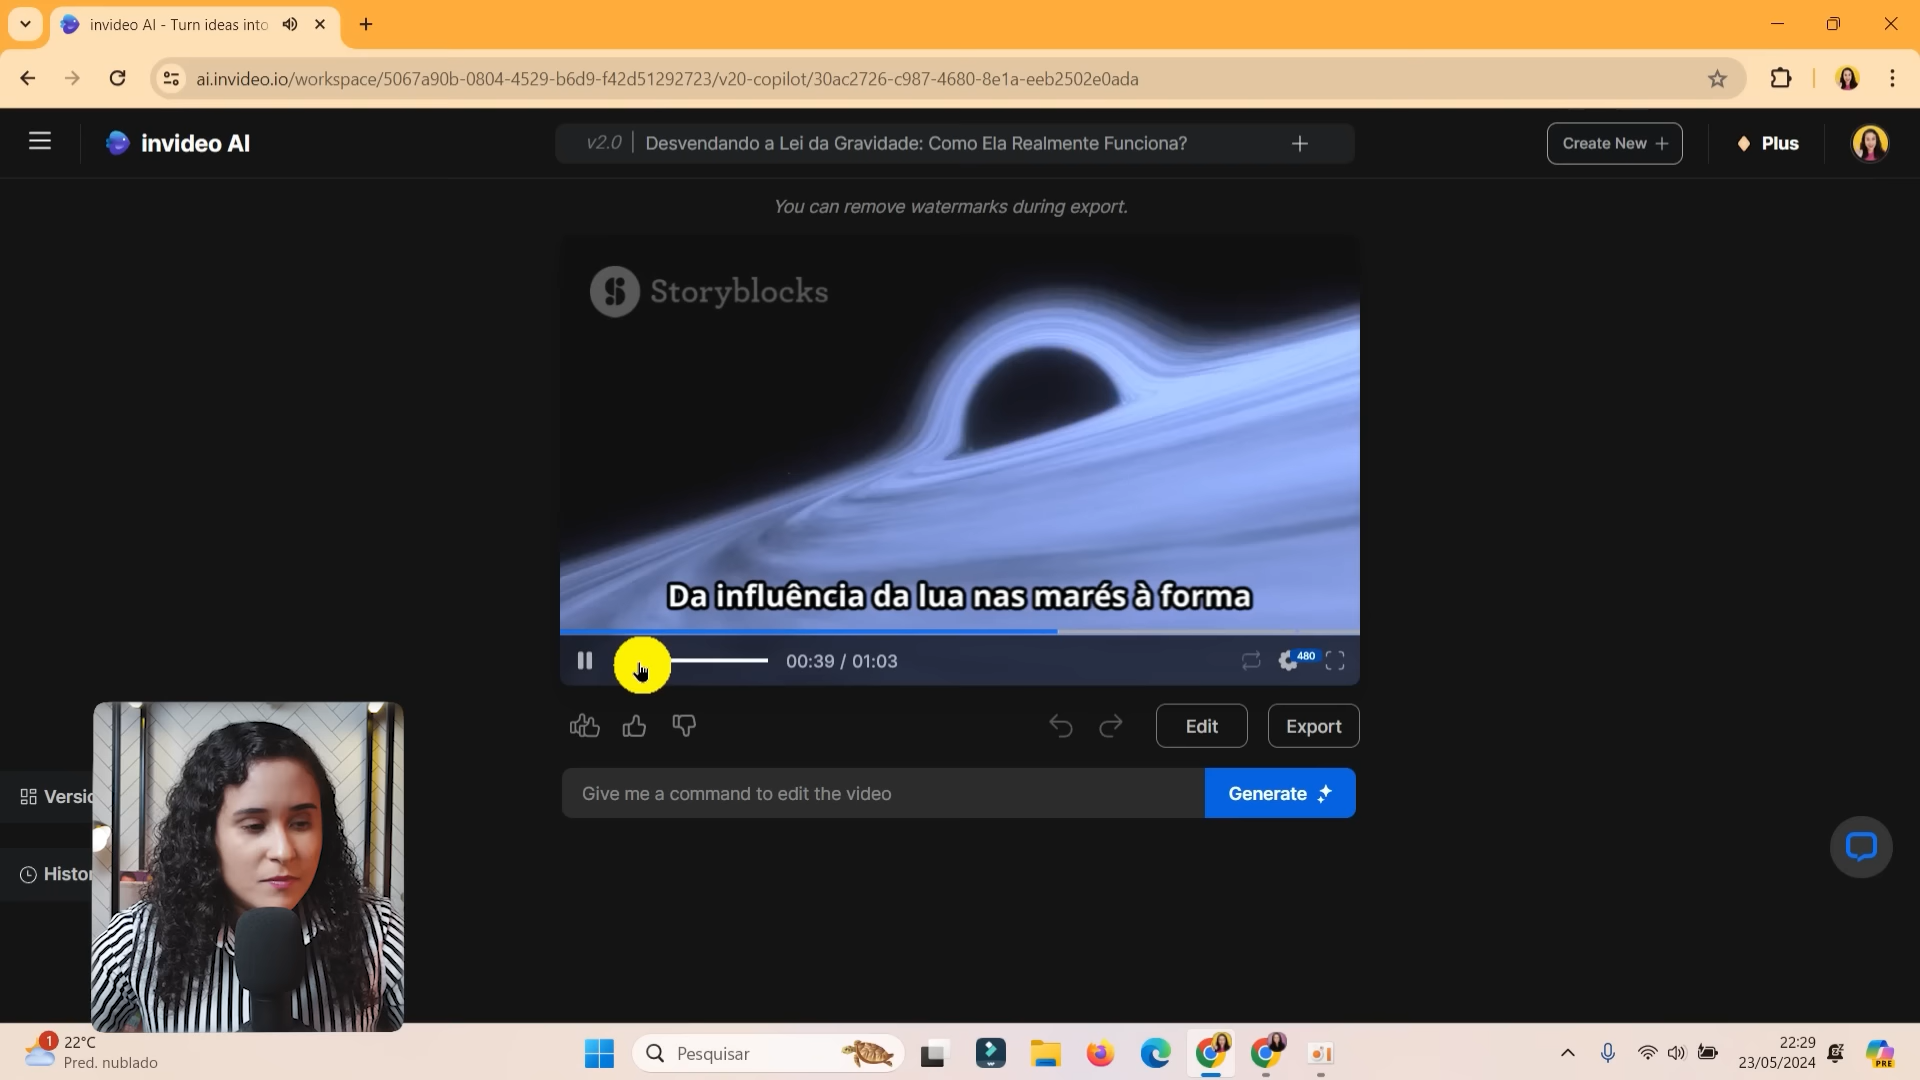 invideo AI - Turn ideas into
ai.invideo.io/workspace/5067a90b-0804-4529-b6d9-f42d51292723/v20-copilot/30ac2726-c987-4680-8e1a-eeb2502e0ada
invideo AI
v2.0 | Desvendando a Lei da Gravidade: Como Ela Realmente Funciona? +
Create New +
Plus
You can remove watermarks during export.
Storyblocks
Da influência da lua nas marés à forma
00:39 / 01:03
480
Edit
Export
Give me a command to edit the video
Generate
Versio
Histor
1
22°C
Pred. nublado
Pesquisar
22:29
23/05/2024
PRE